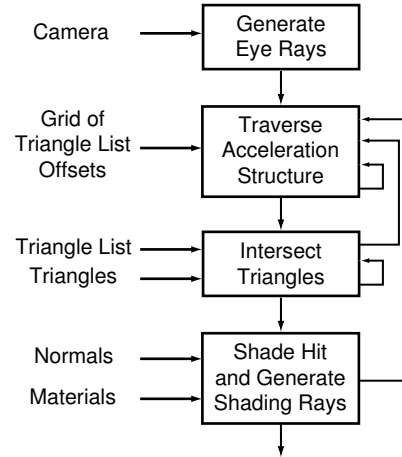 Camera
Generate
Eye Rays
Grid of
Triangle List
Offsets
Traverse
Acceleration
Structure
Triangle List
Triangles
Intersect
Triangles
Normals
Materials
Shade Hit
and Generate
Shading Rays